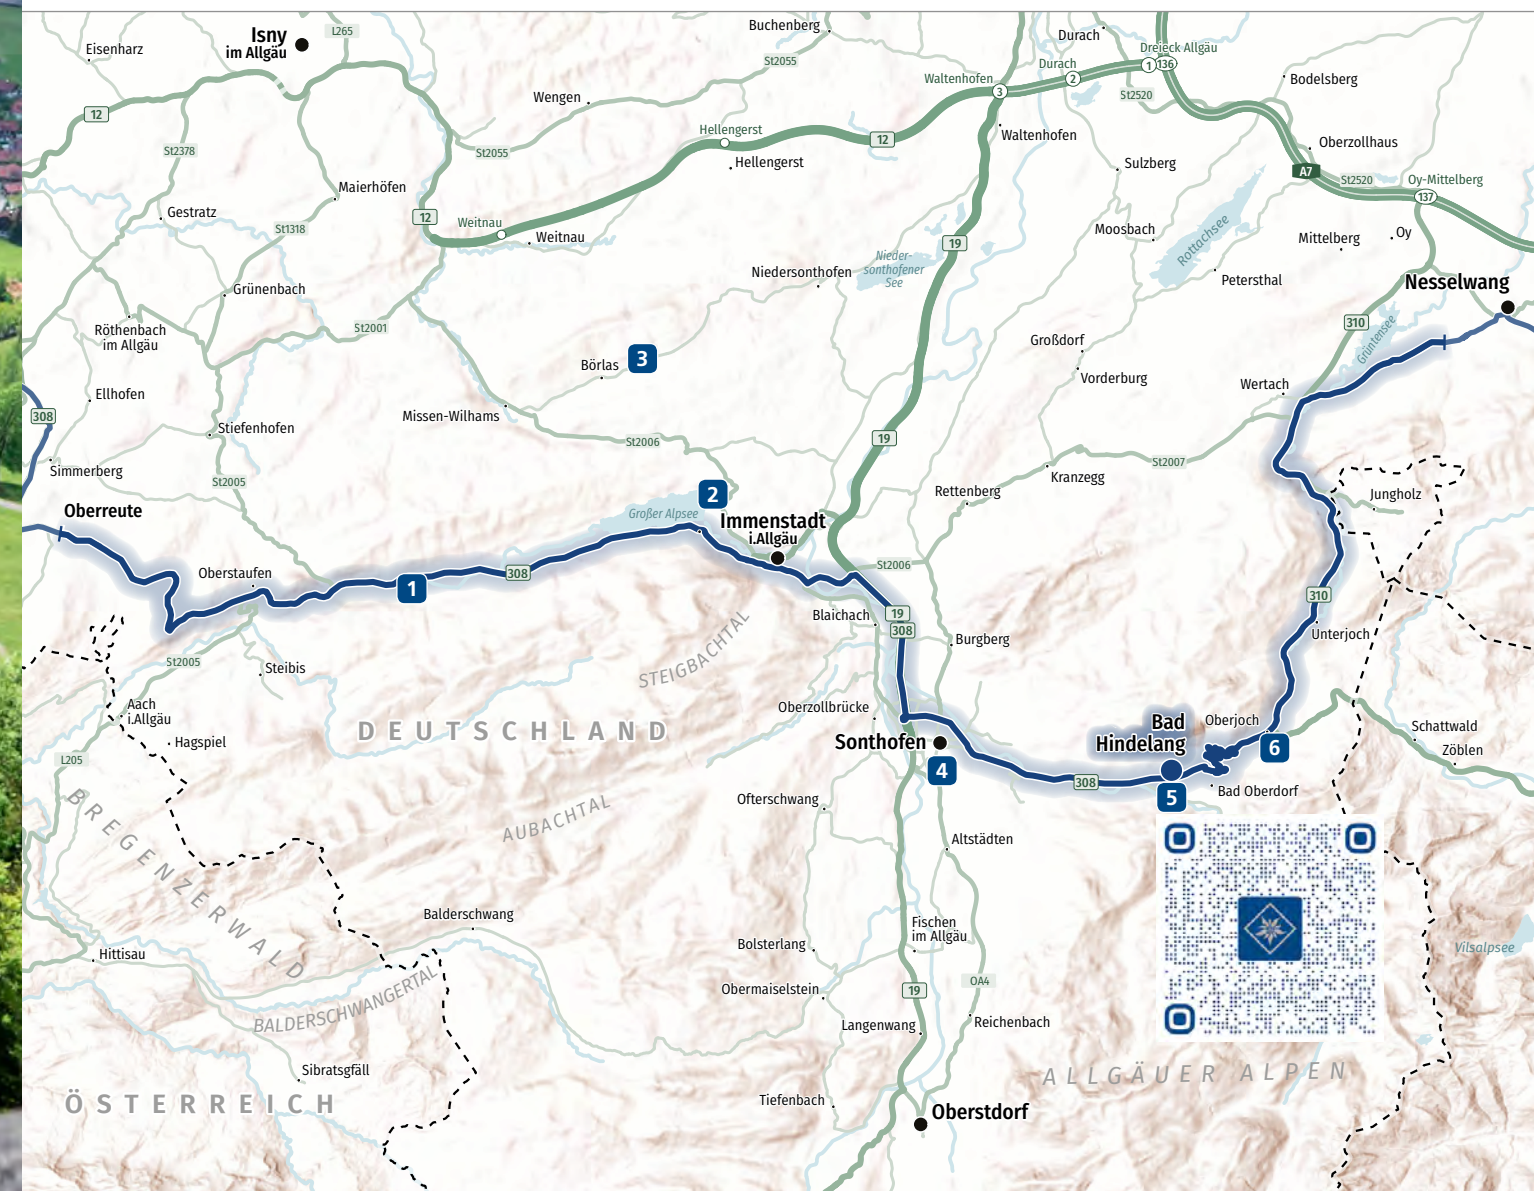 Isny
im Allgäu
L265
Eisenharz
Buchenberg
St2055
Durach
Dreieck Allgäu
Durach
1
136
2
Waltenhofen
3
St2520
Bodelsberg
12
Wengen
Hellengerst
12
Hellengerst
Waltenhofen
Oberzollhaus
St2378
St2055
Sulzberg
A7
St2520
Oy-Mittelberg
137
Maierhöfen
Gestratz
12
Weitnau
Weitnau
St1318
19
Moosbach
Rottachsee
Mittelberg
Oy
Nieder-
sonthofener
See
Niedersonthofen
Petersthal
Nesselwang
Grünenbach
Röthenbach
im Allgäu
St2001
310
Grüntensee
Großdorf
Börlas
3
Vorderburg
Wertach
Ellhofen
308
Missen-Wilhams
Stiefenhofen
St2006
19
Simmerberg
St2005
St2007
Kranzegg
Rettenberg
Jungholz
Oberreute
2
Großer Alpsee
Immenstadt
i.Allgäu
Oberstaufen
308
1
St2006
310
Blaichach
19
308
Burgberg
Unterjoch
STEIGBACHTAL
St2005
Steibis
Aach
i.Allgäu
Hagspiel
DEUTSCHLAND
Oberzollbrücke
Sonthofen
4
Bad
Hindelang
Oberjoch
6
Schattwald
Zöblen
L205
308
5
Bad Oberdorf
BREGENZERWALD
AUBACHTAL
Ofterschwang
Altstädten
Balderschwang
Fischen
im Allgäu
Bolsterlang
Vilsalpsee
Hittisau
BALDERSCHWANGERTAL
Obermaiselstein
19
OA4
Langenwang
Reichenbach
Sibratsgfäll
ALLGÄUER ALPEN
ÖSTERREICH
Tiefenbach
Oberstdorf